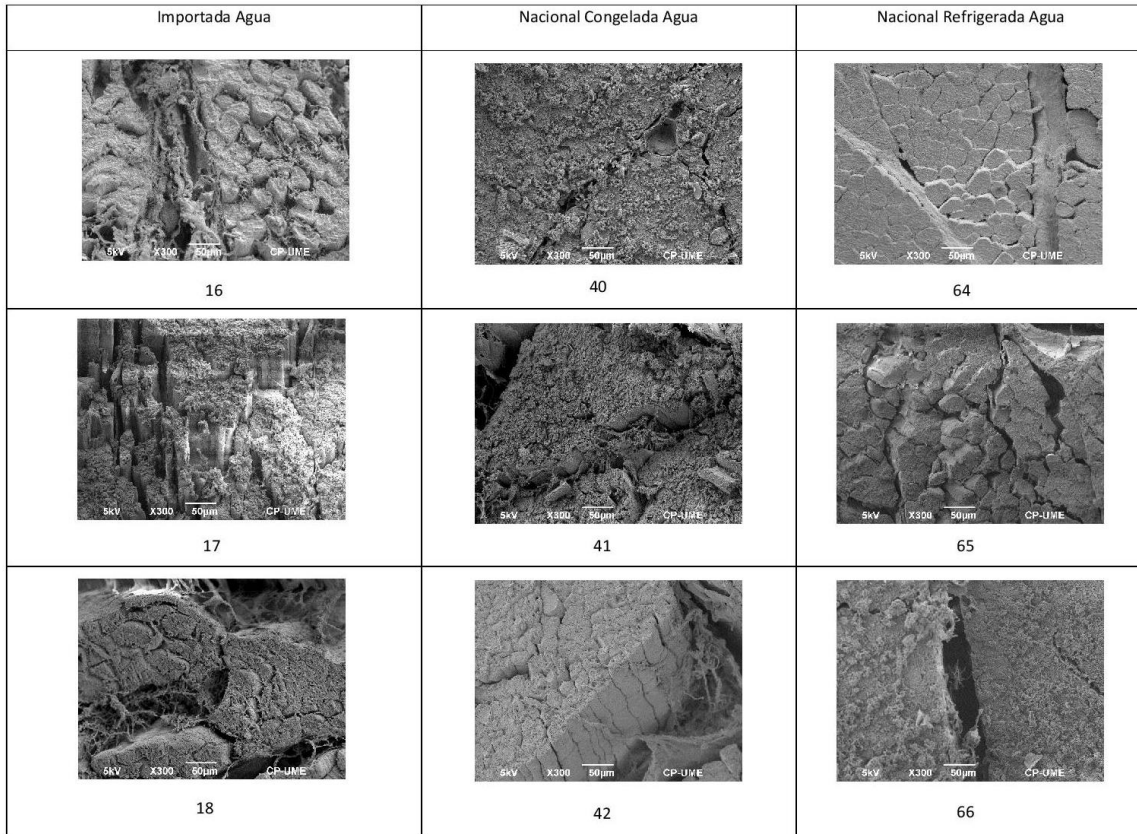 Importada Agua
Nacional Congelada Agua
Nacional Refrigerada Agua
5kV X300 50µm CP-UME
5kV X300 50µm CP-UME
5kV X300 50µm CP-UME
16
40
64
5kV X300 50µm CP-UME
5kV X300 50µm CP-UME
5kV X300 50µm CP-UME
17
41
65
5kV X300 50µm CP-UME
5kV X300 50µm CP-UME
5kV X300 50µm CP-UME
18
42
66